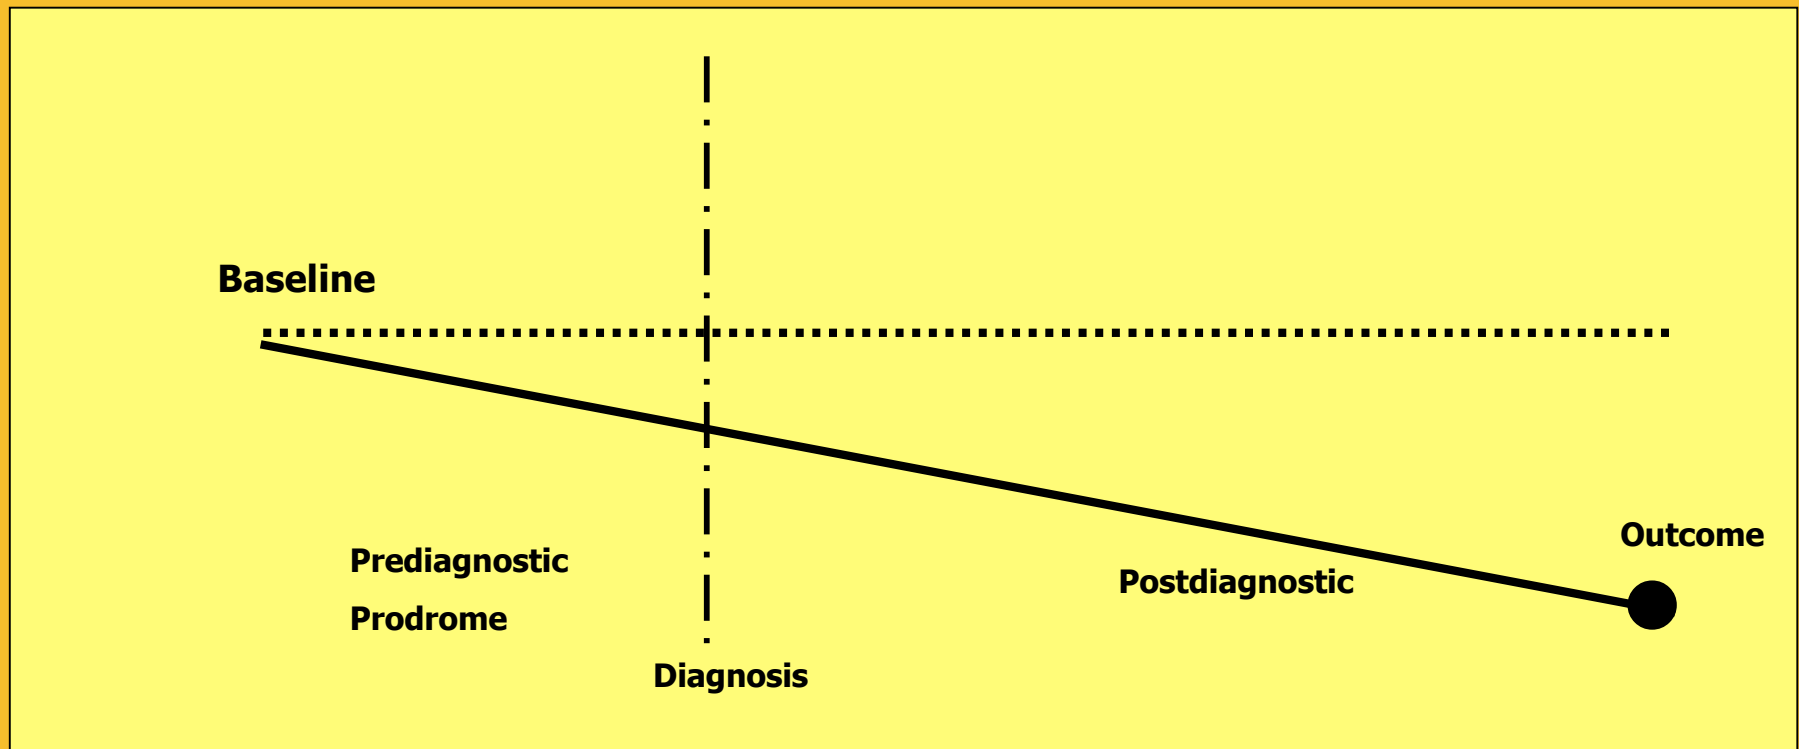 Baseline
Outcome
Prediagnostic
Postdiagnostic
Prodrome
Diagnosis